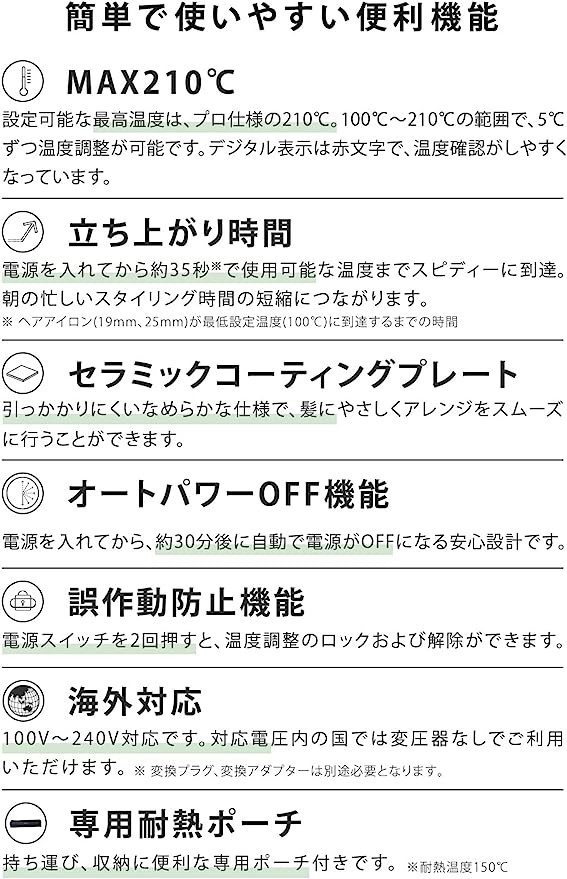 簡単で使いやすい便利機能
MAX210℃
設定可能な最高温度は、プロ仕様の210℃。100℃〜210℃の範囲で、5℃
ずつ温度調整が可能です。デジタル表示は赤文字で、温度確認がしやすく
なっています。
立ち上がり時間
電源を入れてから約35秒※で使用可能な温度までスピディーに到達。
朝の忙しいスタイリング時間の短縮につながります。
※ ヘアアイロン(19mm、25mm)が最低設定温度(100℃)に到達するまでの時間
セラミックコーティングプレート
引っかかりにくいなめらかな仕様で、髪にやさしくアレンジをスムーズ
に行うことができます。
オートパワーOFF機能
電源を入れてから、約30分後に自動で電源がOFFになる安心設計です。
誤作動防止機能
電源スイッチを2回押すと、温度調整のロックおよび解除ができます。
海外対応
100V〜240V対応です。対応電圧内の国では変圧器なしでご利用
いただけます。 ※ 変換プラグ、変換アダプターは別途必要となります。
専用耐熱ポーチ
持ち運び、収納に便利な専用ポーチ付きです。 ※耐熱温度150℃